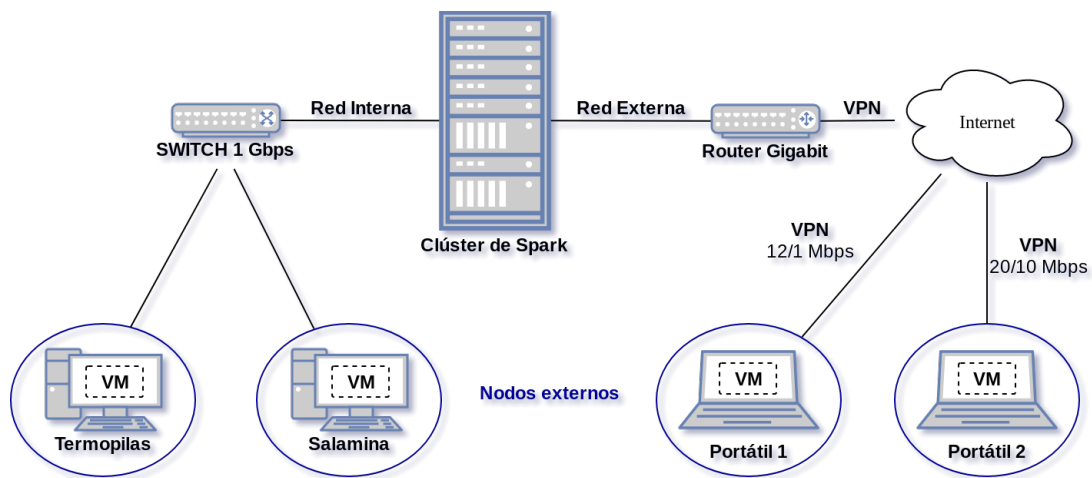 Red Interna
Red Externa
VPN
Internet
SWITCH 1 Gbps
Router Gigabit
Clúster de Spark
VPN
12/1 Mbps
VPN
20/10 Mbps
VM
VM
VM
VM
Nodos externos
Termopilas
Salamina
Portátil 1
Portátil 2